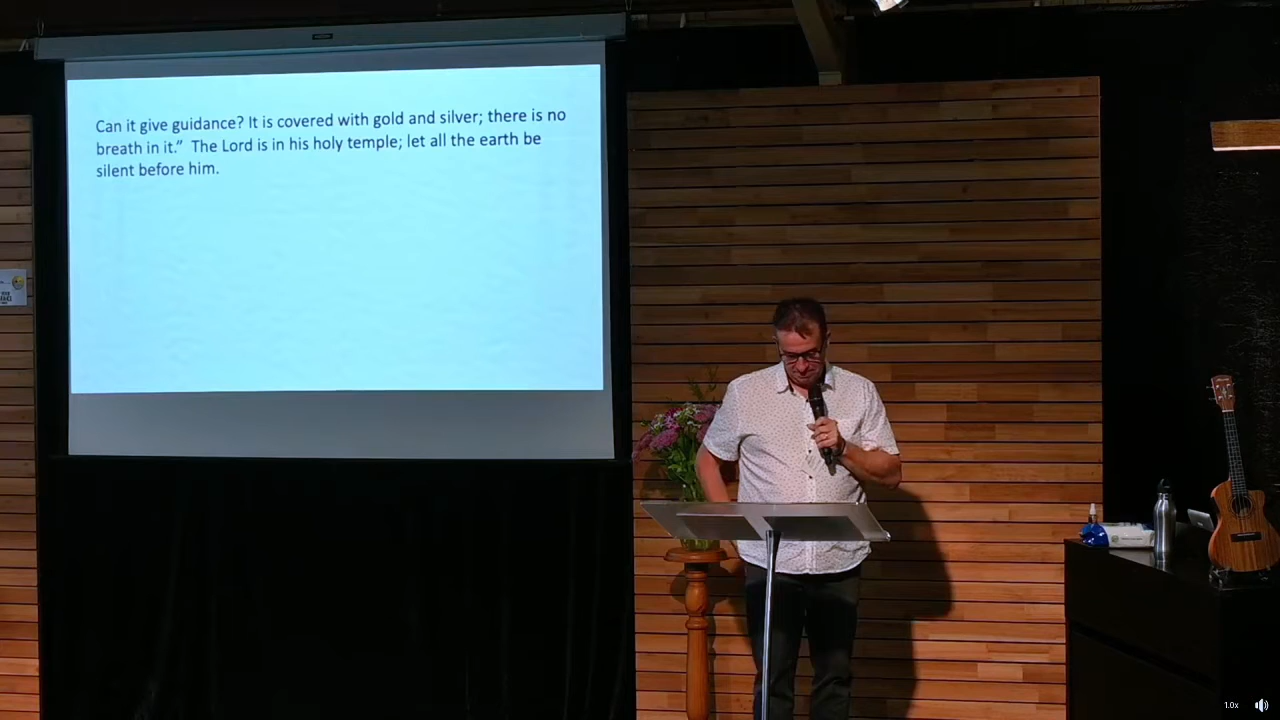 Can it give guidance? It is covered with gold and silver; there is no
breath in it.” The Lord is in his holy temple; let all the earth be
silent before him.
1.0x